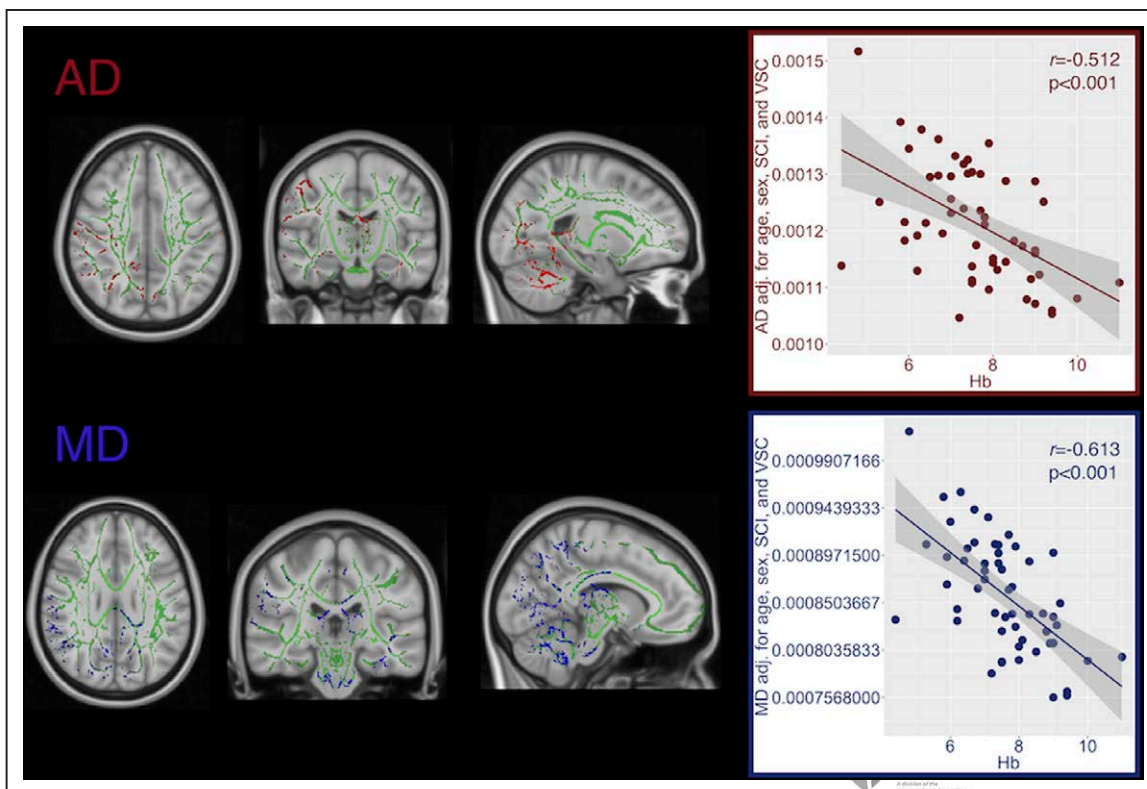 AD
AD adj. for age, sex, SCI, and VSC
r=-0.512
p<0.001
0.0015
0.0014
0.0013
0.0012
0.0011
0.0010
6
8
10
Hb
MD
MD adj. for age, sex, SCI, and VSC
r=-0.613
p<0.001
0.0009907166
0.0009439333
0.0008971500
0.0008503667
0.0008035833
0.0007568000
6
8
10
Hb
A division of the